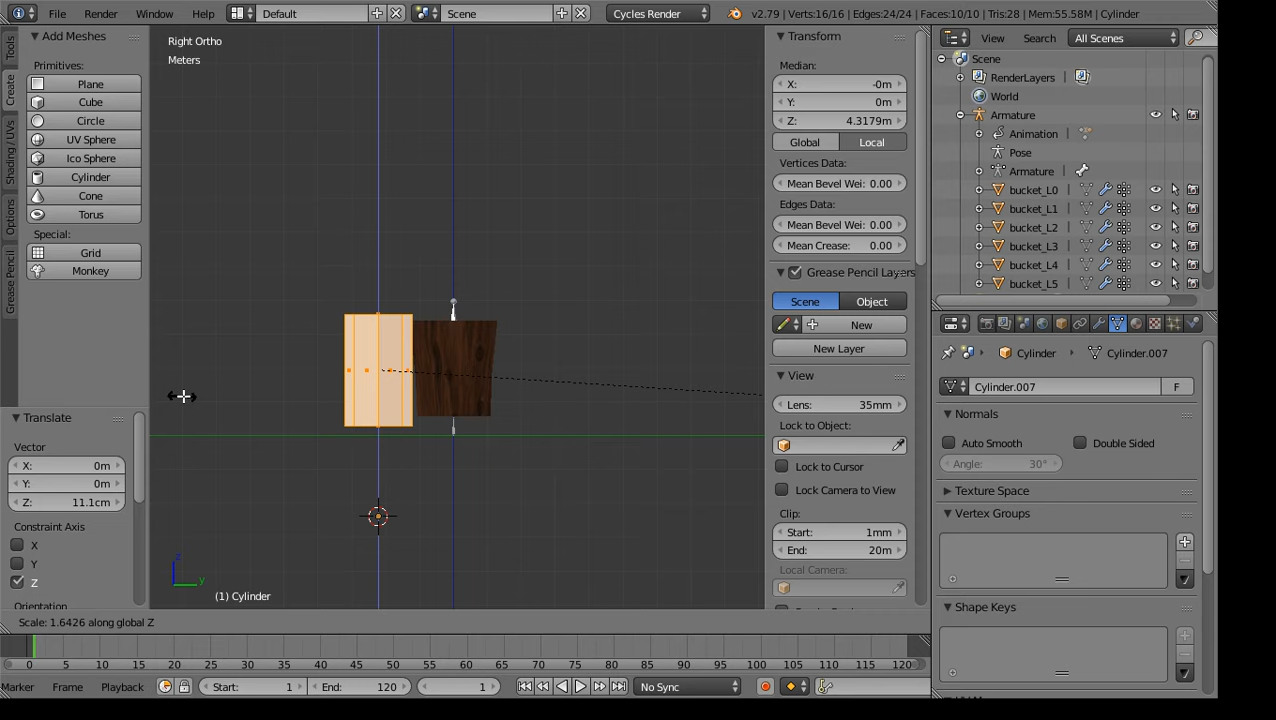 File Render Window Help Default Scene Cycles Render v2.79 | Verts:16/16 | Edges:24/24 | Faces:10/10 | Tris:28 | Mem:55.58M | Cylinder
Tools
Create
Shading / UVs
Options
Grease Pencil
Add Meshes
Primitives:
Plane
Cube
Circle
UV Sphere
Ico Sphere
Cylinder
Cone
Torus
Special:
Grid
Monkey
Translate
Vector
X: 0m
Y: 0m
Z: 11.1cm
Constraint Axis
X
Y
Z
Orientation
Right Ortho
Meters
z
y
(1) Cylinder
Scale: 1.6426 along global Z
Transform
Median:
X: -0m
Y: 0m
Z: 4.3179m
Global Local
Vertices Data:
Mean Bevel Wei: 0.00
Edges Data:
Mean Bevel Wei: 0.00
Mean Crease: 0.00
Grease Pencil Layers
Scene Object
New
New Layer
View
Lens: 35mm
Lock to Object:
Lock to Cursor
Lock Camera to View
Clip:
Start: 1mm
End: 20m
Local Camera:
View Search All Scenes
Scene
RenderLayers |
World
Armature
Animation
Pose
Armature |
bucket_L0 |
bucket_L1 |
bucket_L2 |
bucket_L3 |
bucket_L4 |
bucket_L5 |
Cylinder Cylinder.007
Cylinder.007 F
Normals
Auto Smooth Double Sided
Angle: 30°
Texture Space
Vertex Groups
Shape Keys
0 5 10 15 20 25 30 35 40 45 50 55 60 65 70 75 80 85 90 95 100 105 110 115 120
Marker Frame Playback Start: 1 End: 120 1 No Sync